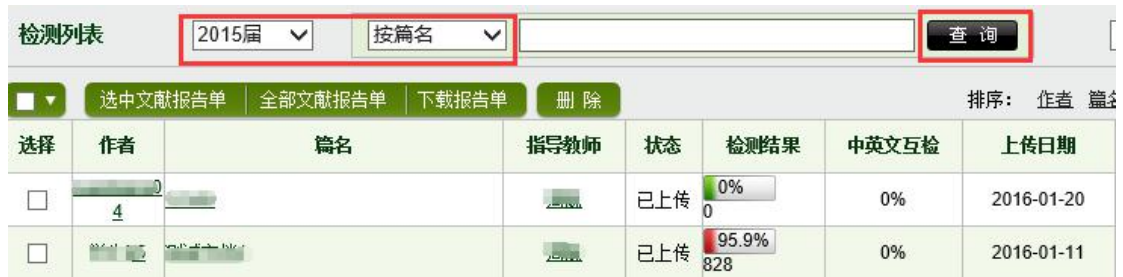 检测列表 2015届 按篇名 查 询
选中文献报告单 全部文献报告单 下载报告单 删 除 排序： 作者 篇名
选择 作者 篇名 指导教师 状态 检测结果 中英文互检 上传日期
04 已上传 0% 0 0% 2016-01-20
已上传 95.9% 828 0% 2016-01-11